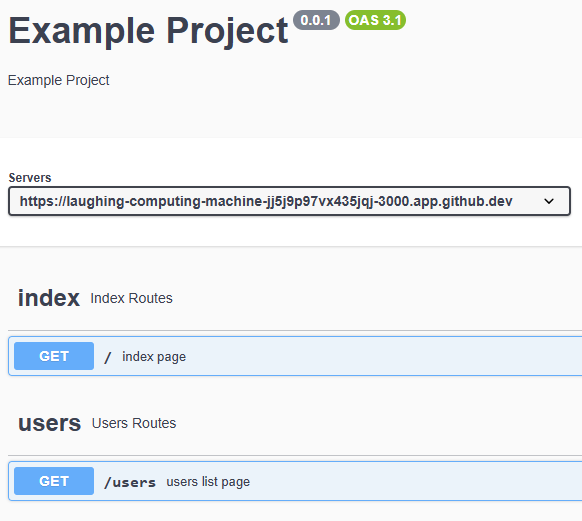 Example Project 0.0.1 OAS 3.1
Example Project
Servers
https://laughing-computing-machine-jj5j9p97vx435jqj-3000.app.github.dev
index Index Routes
GET / index page
users Users Routes
GET /users users list page